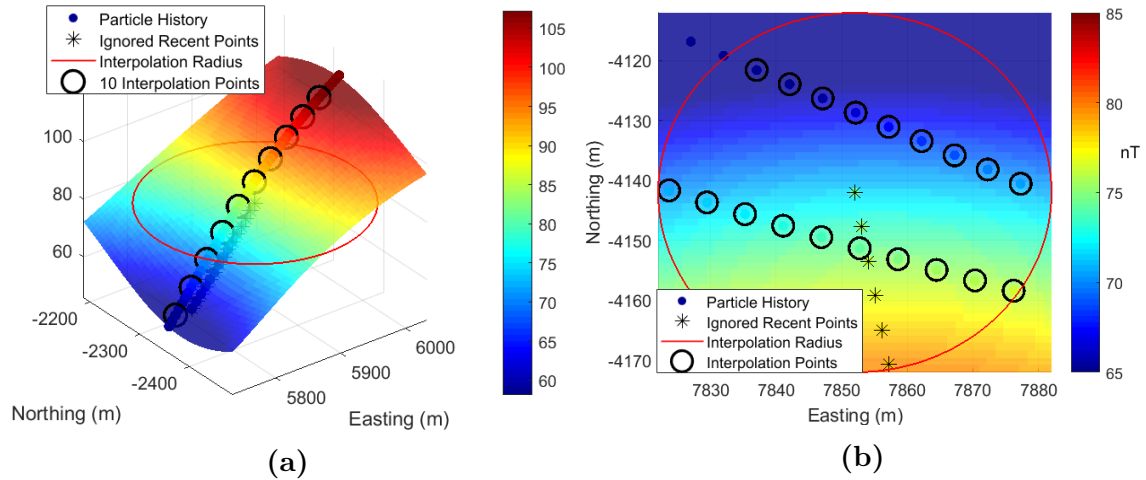 Particle History
Ignored Recent Points
Interpolation Radius
10 Interpolation Points
100
80
60
-2200
-2300
-2400
Northing (m)
5800
5900
6000
Easting (m)
105
100
95
90
85
80
75
70
65
60
(a)
-4120
-4130
-4140
-4150
-4160
-4170
Northing (m)
Particle History
Ignored Recent Points
Interpolation Radius
Interpolation Points
7830
7840
7850
7860
7870
7882
Easting (m)
85
80
nT
75
70
65
(b)